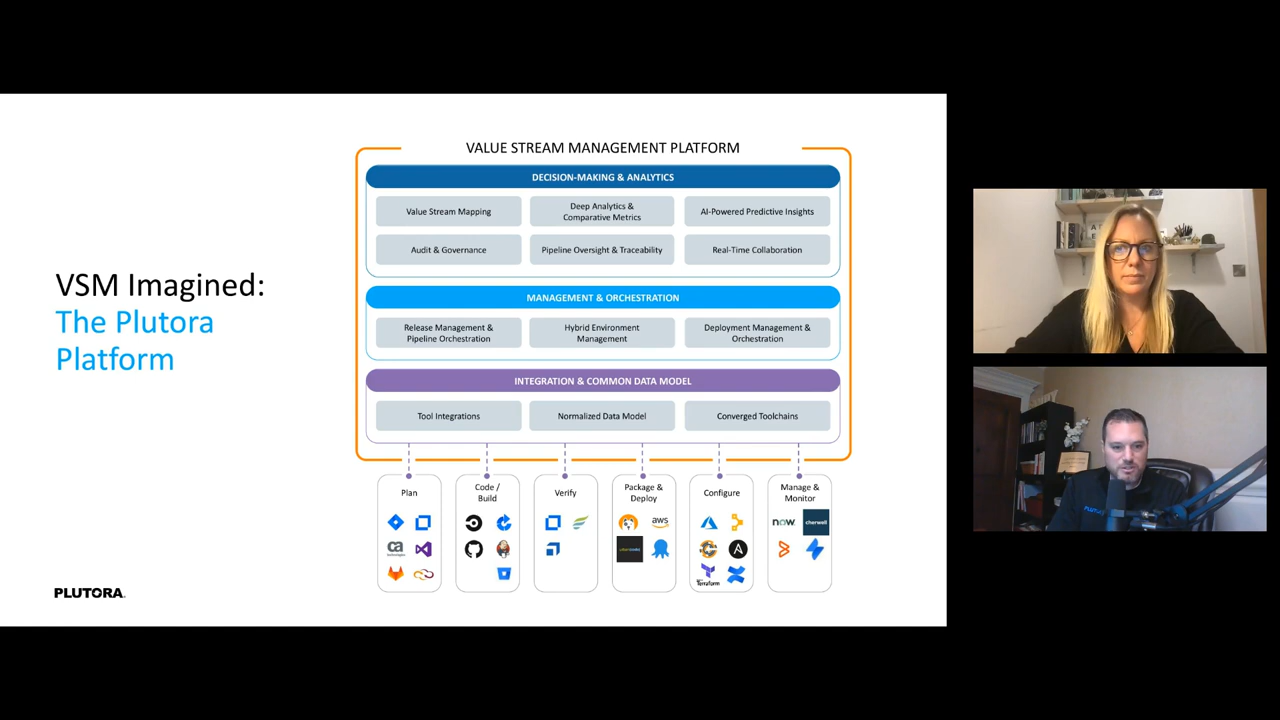 VSM Imagined:
The Plutora
Platform
PLUTORA
VALUE STREAM MANAGEMENT PLATFORM
DECISION-MAKING & ANALYTICS
Value Stream Mapping
Deep Analytics &
Comparative Metrics
AI-Powered Predictive Insights
Audit & Governance
Pipeline Oversight & Traceability
Real-Time Collaboration
MANAGEMENT & ORCHESTRATION
Release Management &
Pipeline Orchestration
Hybrid Environment
Management
Deployment Management &
Orchestration
INTEGRATION & COMMON DATA MODEL
Tool Integrations
Normalized Data Model
Converged Toolchains
Plan
ca
technologies
Code /
Build
Verify
Package &
Deploy
aws
Configure
Terraform
Manage &
Monitor
now
cherwell